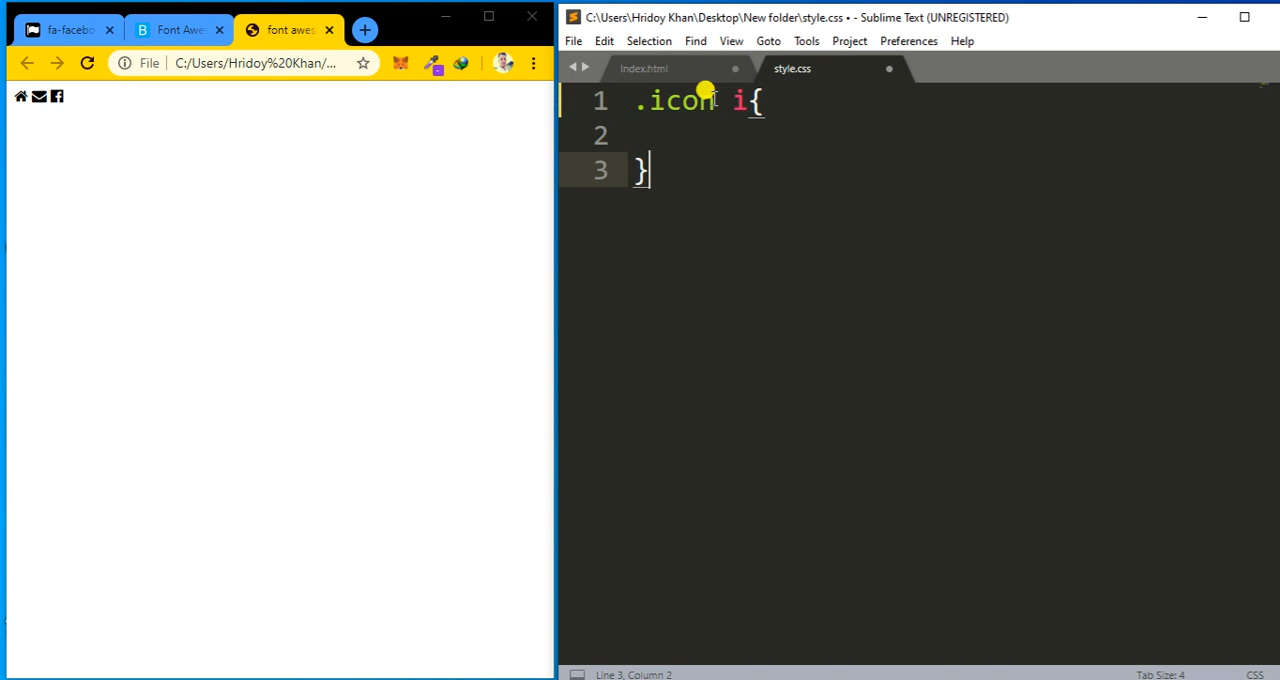 fa-facebo
Font Awe
font awes
File
C:/Users/Hridoy%20Khan/...
C:\Users\Hridoy Khan\Desktop\New folder\style.css • - Sublime Text (UNREGISTERED)
File Edit Selection Find View Goto Tools Project Preferences Help
Index.html
style.css
1 .icon i{
2
3 }
Line 3, Column 2
Tab Size: 4
CSS